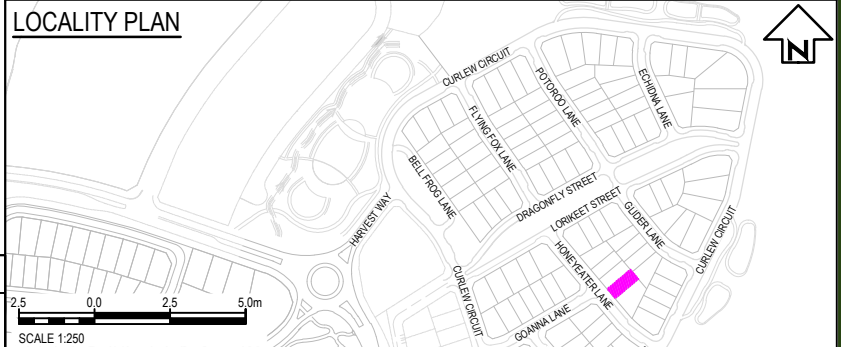 LOCALITY PLAN
N
CURLEW CIRCUIT
POTOROO LANE
ECHIDNA LANE
FLYING FOX LANE
BELL FROG LANE
DRAGONFLY STREET
LORIKEET STREET
GLIDER LANE
HARVEST WAY
CURLEW CIRCUIT
HONEYEATER LANE
CURLEW CIRCUIT
GOANNA LANE
2.5 0.0 2.5 5.0m
SCALE 1:250